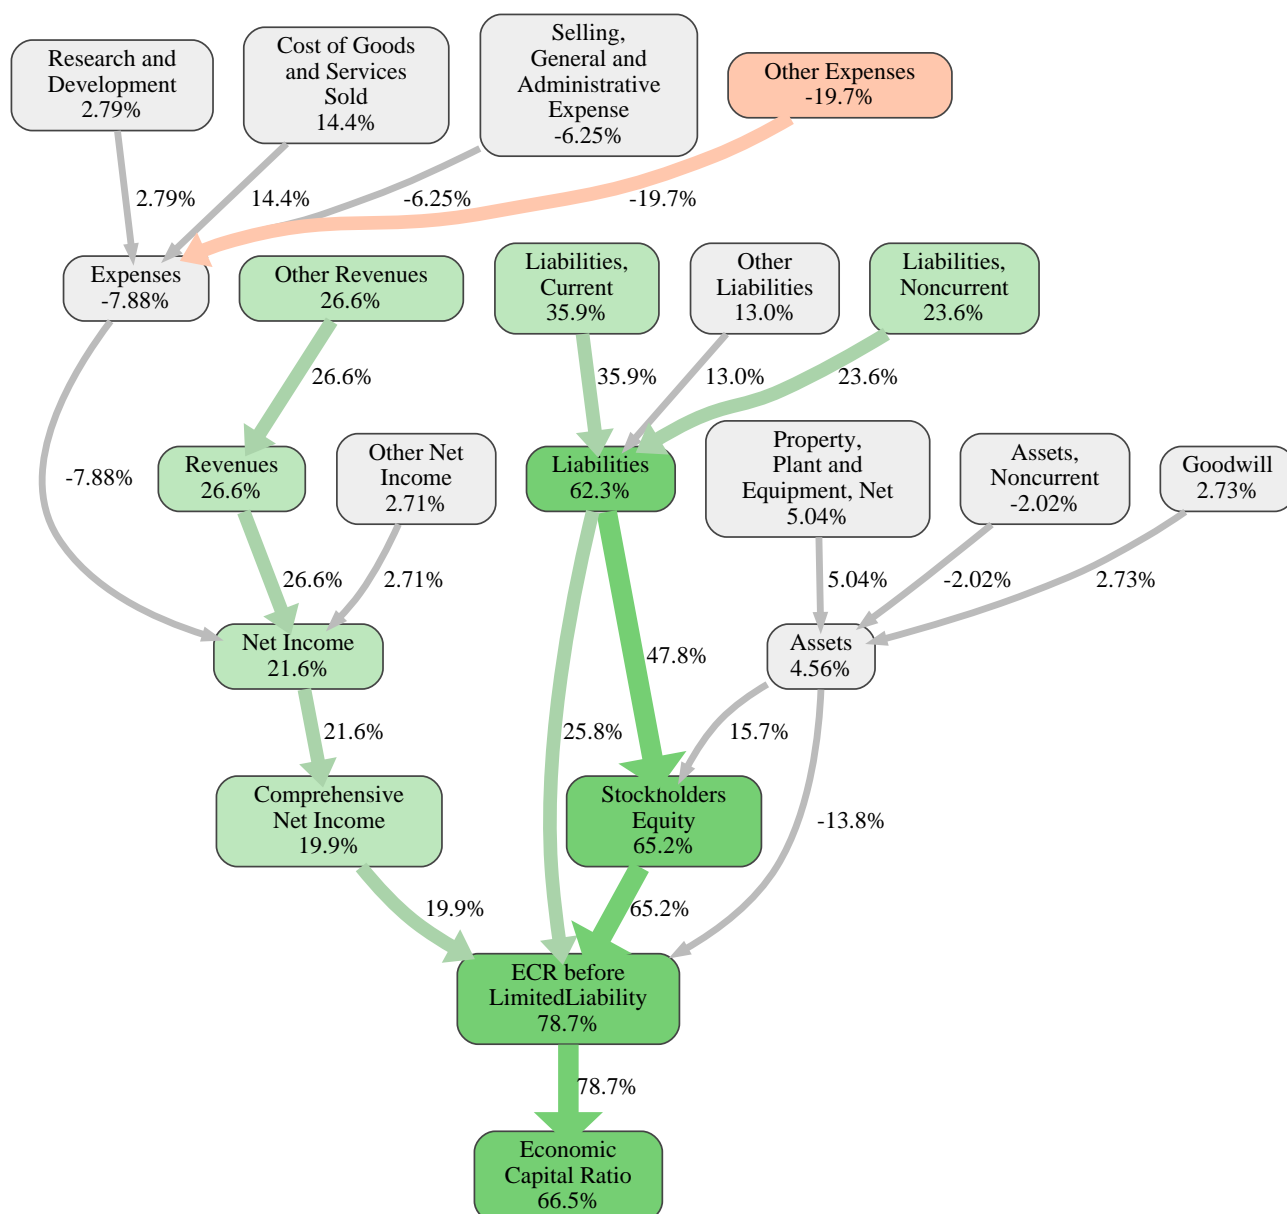 Research and
Development
2.79%
Cost of Goods
and Services
Sold
14.4%
Selling,
General and
Administrative
Expense
-6.25%
Other Expenses
-19.7%
2.79%
14.4%
-6.25%
-19.7%
Expenses
-7.88%
Other Revenues
26.6%
Liabilities,
Current
35.9%
Other
Liabilities
13.0%
Liabilities,
Noncurrent
23.6%
26.6%
35.9%
13.0%
23.6%
-7.88%
Revenues
26.6%
Other Net
Income
2.71%
Liabilities
62.3%
Property,
Plant and
Equipment, Net
5.04%
Assets,
Noncurrent
-2.02%
Goodwill
2.73%
26.6%
2.71%
5.04%
-2.02%
2.73%
Net Income
21.6%
47.8%
Assets
4.56%
21.6%
25.8%
15.7%
Comprehensive
Net Income
19.9%
Stockholders
Equity
65.2%
-13.8%
19.9%
65.2%
ECR before
LimitedLiability
78.7%
78.7%
Economic
Capital Ratio
66.5%